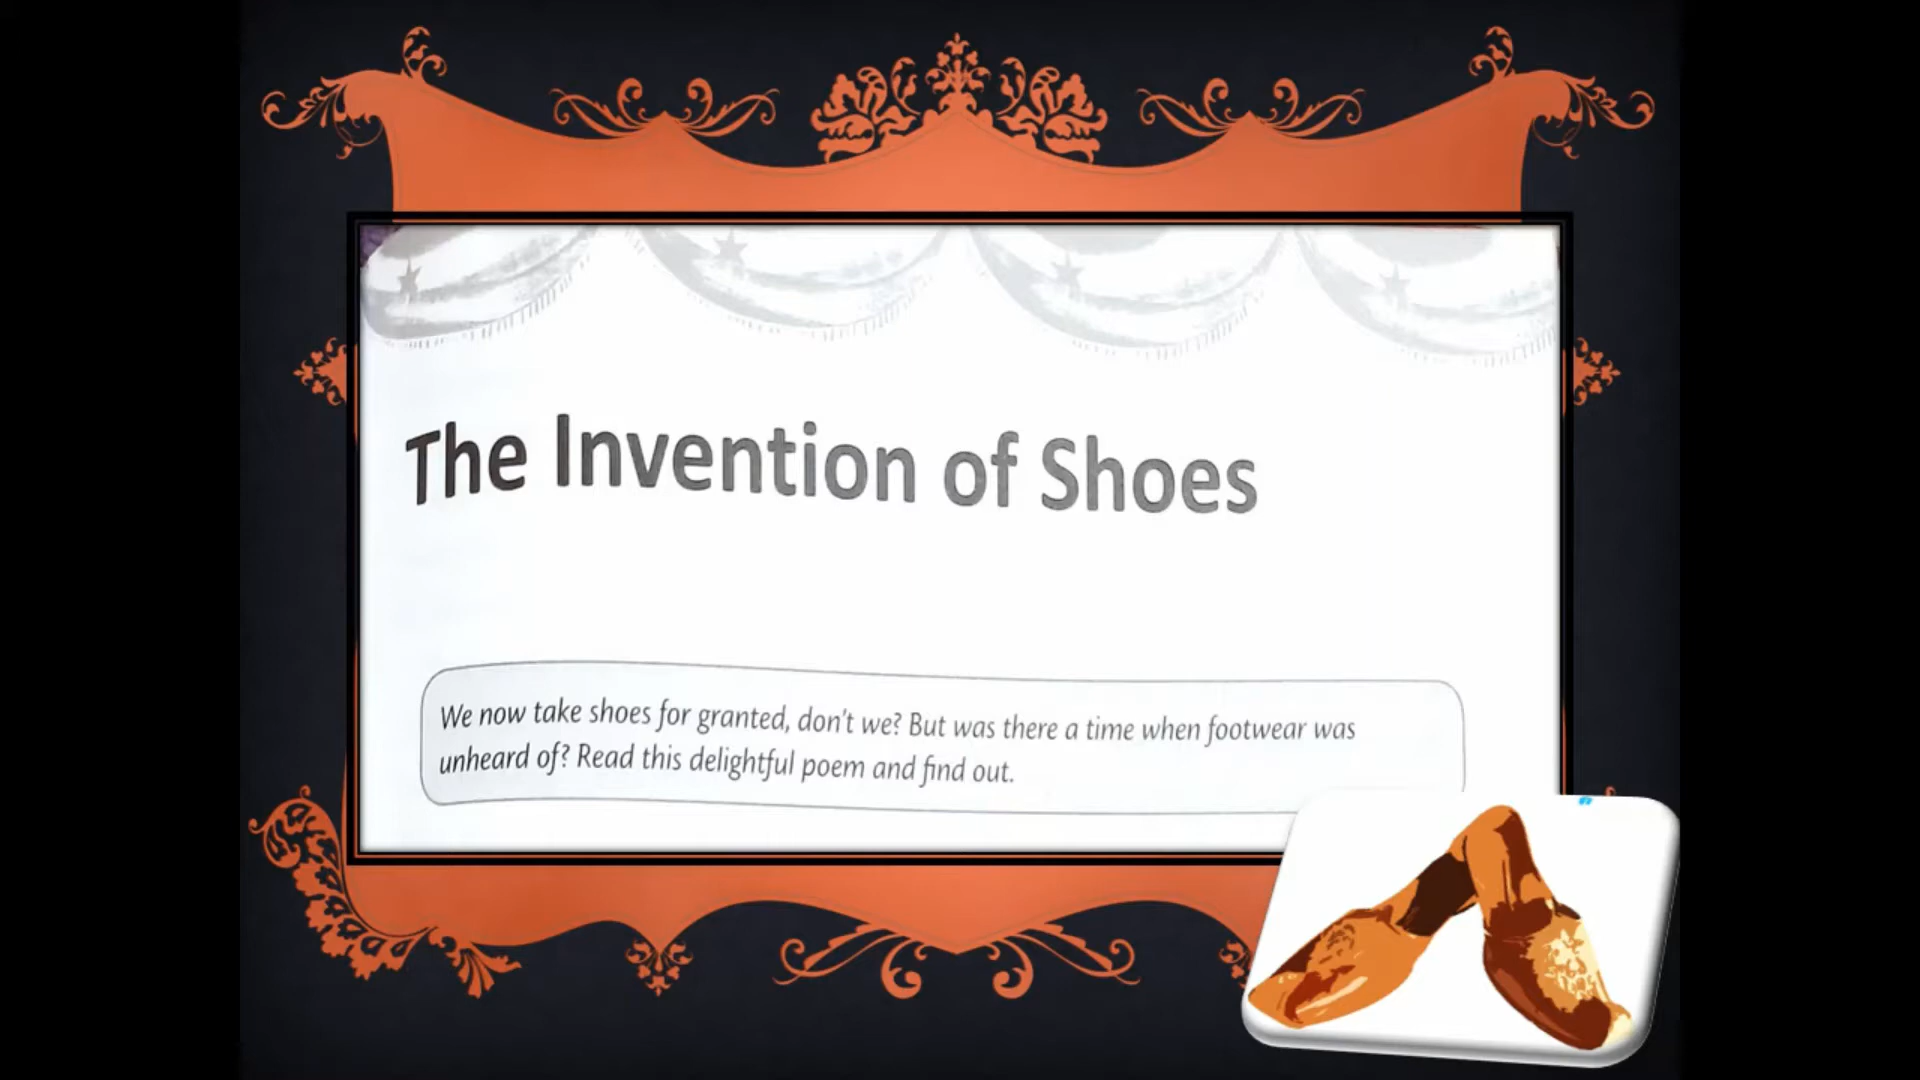 The Invention of Shoes
We now take shoes for granted, don't we? But was there a time when footwear was
unheard of? Read this delightful poem and find out.